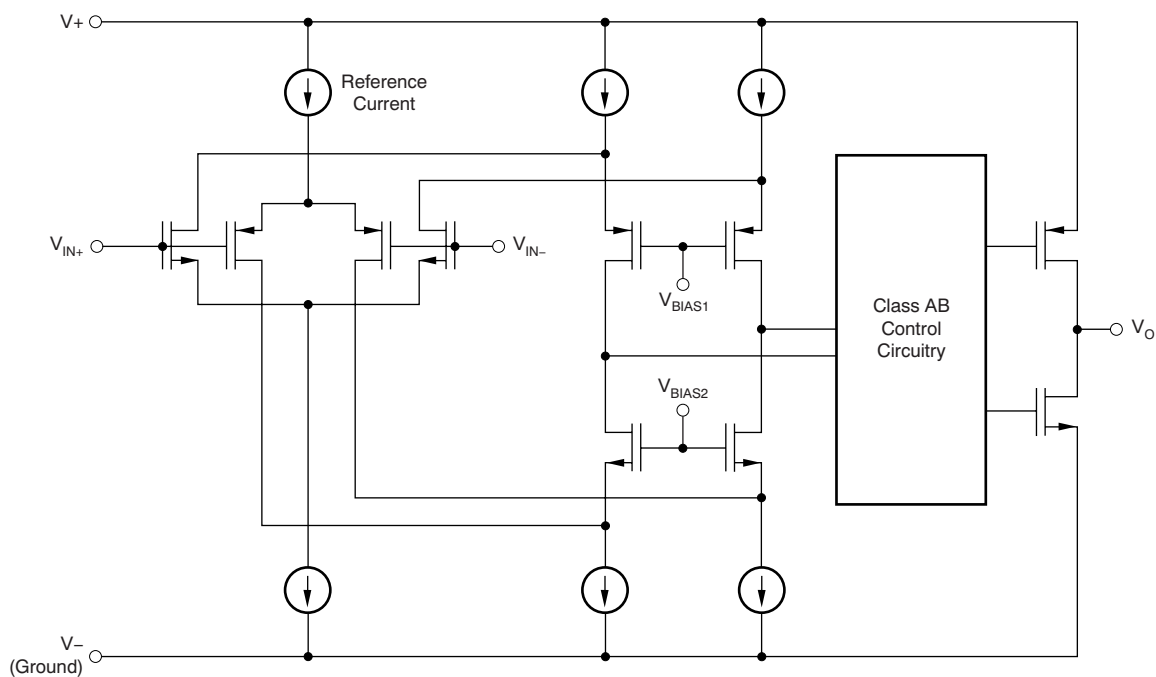 V+
Reference
Current
V_IN+
V_IN−
V_BIAS1
V_BIAS2
Class AB
Control
Circuitry
V_O
V−
(Ground)